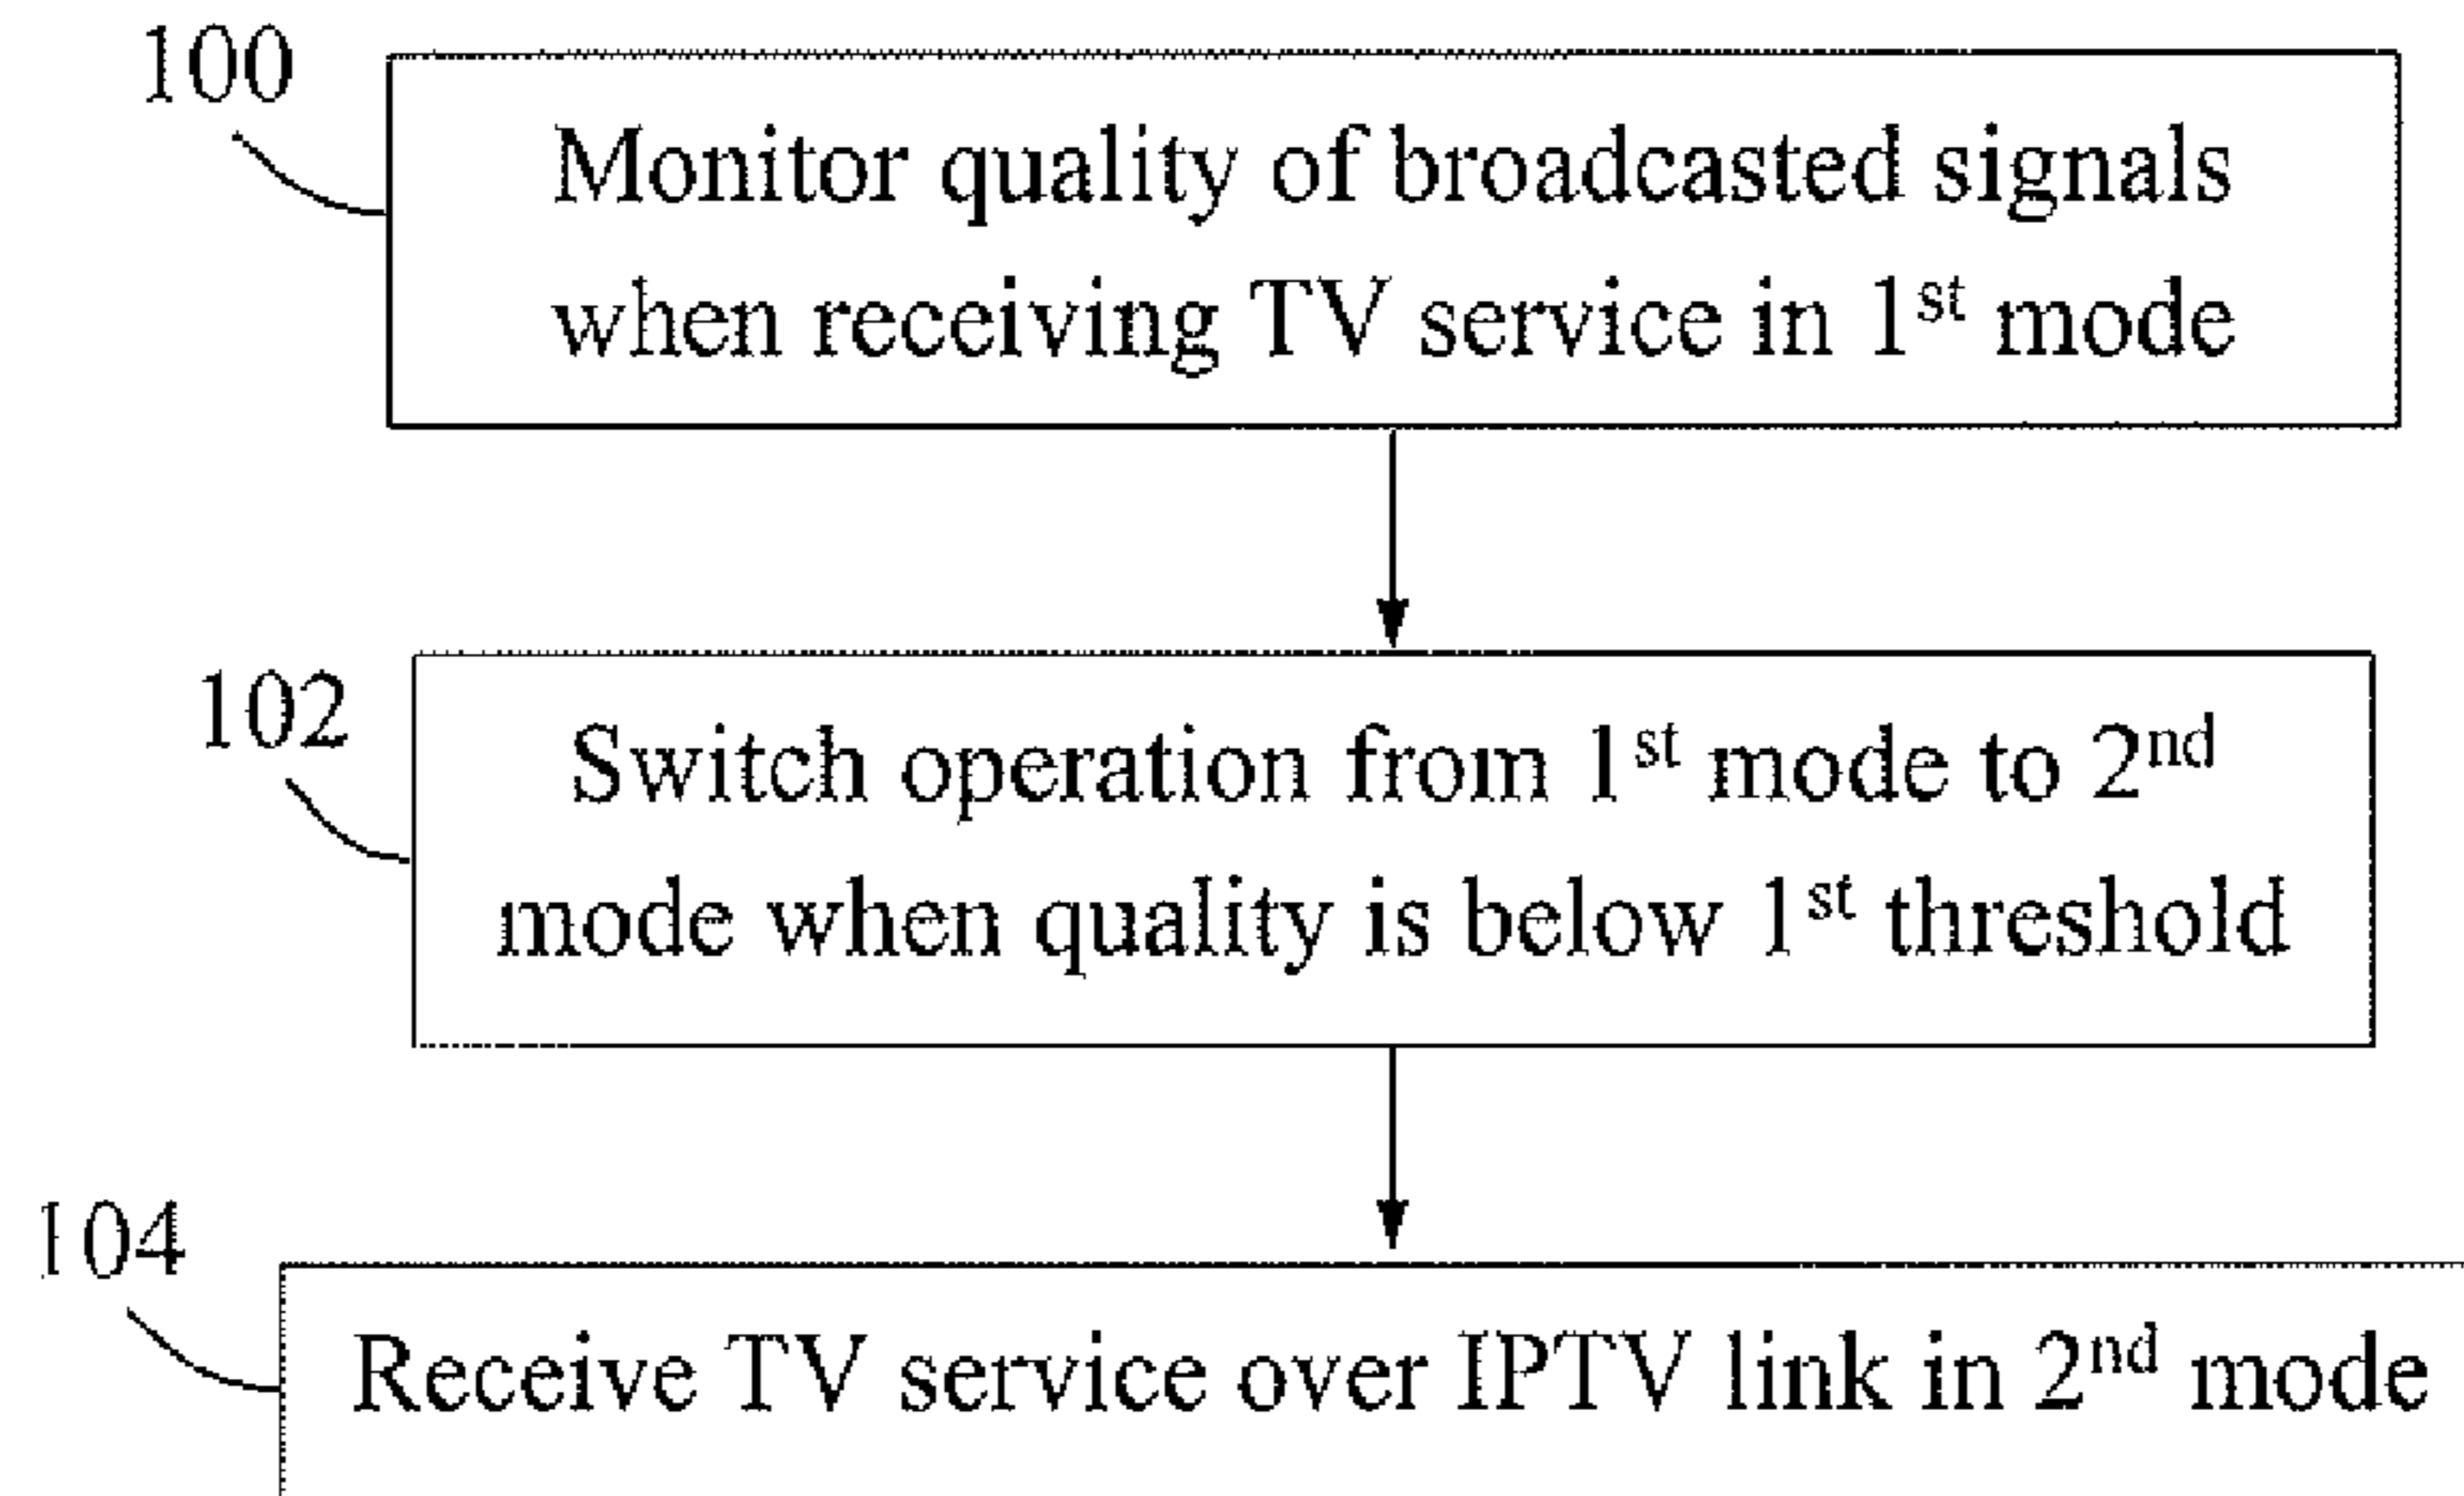 100
Monitor quality of broadcasted signals
when receiving TV service in 1st mode
102
Switch operation from 1st mode to 2nd
mode when quality is below 1st threshold
104
Receive TV service over IPTV link in 2nd mode